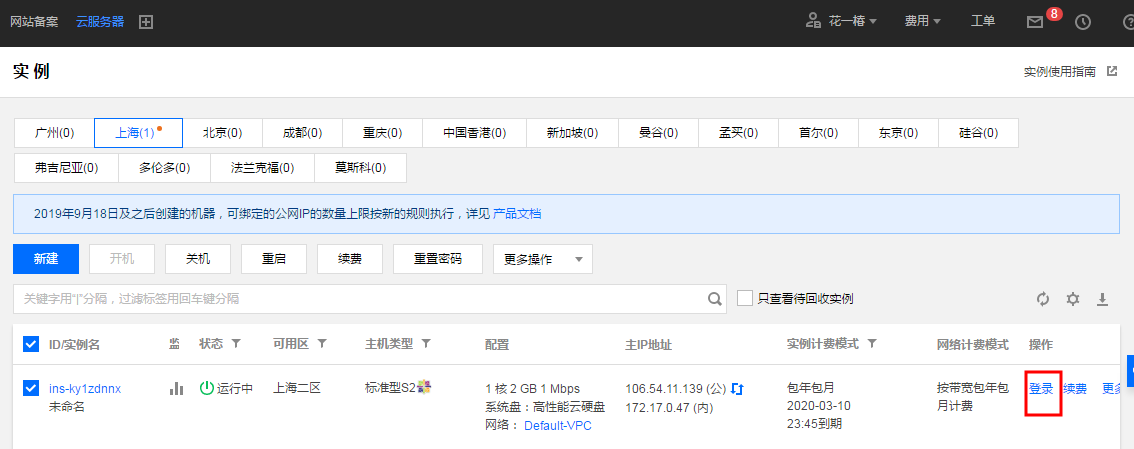 网站备案 云服务器 花一椿 费用 工单 8
实例 实例使用指南
广州(0) 上海(1) 北京(0) 成都(0) 重庆(0) 中国香港(0) 新加坡(0) 曼谷(0) 孟买(0) 首尔(0) 东京(0) 硅谷(0)
弗吉尼亚(0) 多伦多(0) 法兰克福(0) 莫斯科(0)
2019年9月18日及之后创建的机器，可绑定的公网IP的数量上限按新的规则执行，详见 产品文档
新建 开机 关机 重启 续费 重置密码 更多操作
关键字用“|”分隔，过滤标签用回车键分隔 只查看待回收实例
ID/实例名 监 状态 可用区 主机类型 配置 主IP地址 实例计费模式 网络计费模式 操作
ins-ky1zdnnx 运行中 上海二区 标准型S2 1 核 2 GB 1 Mbps 106.54.11.139 (公) 包年包月 按带宽包年包 登录 续费 更多
未命名 系统盘：高性能云硬盘 172.17.0.47 (内) 2020-03-10 月计费
网络： Default-VPC 23:45到期